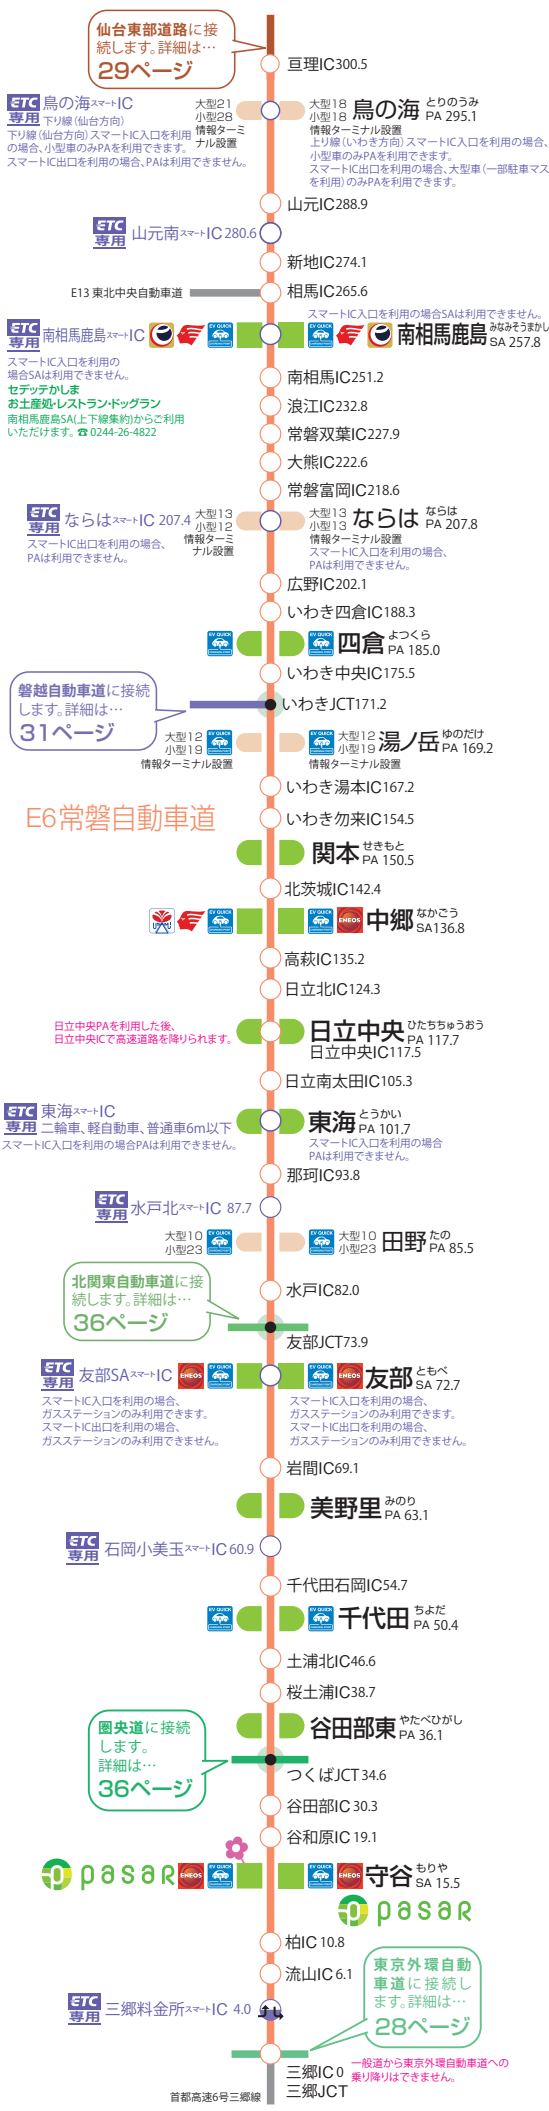 仙台東部道路に接
続します。詳細は…
29ページ
亘理IC300.5
ETC
専用
鳥の海スマートIC
下り線(仙台方向)
下り線(仙台方向)スマートIC入口を利用
の場合、小型車のみPAを利用できます。
スマートIC出口を利用の場合、PAは利用できません。
大型21
小型28
情報ターミ
ナル設置
大型18
小型18
情報ターミナル設置
鳥の海 とりのうみ
PA 295.1
上り線(いわき方向)スマートIC入口を利用の場合、
小型車のみPAを利用できます。
スマートIC出口を利用の場合、大型車(一部駐車マス
を利用)のみPAを利用できます。
山元IC288.9
ETC
専用
山元南スマートIC280.6
新地IC274.1
E13 東北中央自動車道
相馬IC265.6
スマートIC入口を利用の場合SAは利用できません。
ETC
専用
南相馬鹿島スマートIC
EV QUICK
EV QUICK
南相馬鹿島 みなみそうまかしま
SA 257.8
スマートIC入口を利用の
場合SAは利用できません。
セデッテかしま
お土産処・レストラン・ドッグラン
南相馬鹿島SA(上下線集約)からご利用
いただけます。☎ 0244-26-4822
南相馬IC251.2
浪江IC232.8
常磐双葉IC227.9
大熊IC222.6
常磐富岡IC218.6
ETC
専用
ならはスマートIC 207.4
スマートIC出口を利用の場合、
PAは利用できません。
大型13
小型12
情報ターミ
ナル設置
大型13
小型13
情報ターミナル設置
ならは ならは
PA 207.8
スマートIC入口を利用の場合、
PAは利用できません。
広野IC202.1
いわき四倉IC188.3
EV QUICK
EV QUICK
四倉 よつくら
PA 185.0
いわき中央IC175.5
磐越自動車道に接続
します。詳細は…
31ページ
いわきJCT171.2
大型12
小型19
情報ターミナル設置
EV QUICK
EV QUICK
大型12
小型19
情報ターミナル設置
湯ノ岳 ゆのだけ
PA 169.2
いわき湯本IC167.2
E6常磐自動車道
いわき勿来IC154.5
関本 せきもと
PA 150.5
北茨城IC142.4
EV QUICK
EV QUICK
ENEOS
中郷 なかごう
SA136.8
高萩IC135.2
日立北IC124.3
日立中央PAを利用した後、
日立中央ICで高速道路を降りられます。
日立中央 ひたちちゅうおう
PA 117.7
日立中央IC117.5
日立南太田IC105.3
ETC
専用
東海スマートIC
二輪車、軽自動車、普通車6m以下
スマートIC入口を利用の場合PAは利用できません。
東海 とうかい
PA 101.7
スマートIC入口を利用の場合
PAは利用できません。
那珂IC93.8
ETC
専用
水戸北スマートIC 87.7
大型10
小型23
EV QUICK
EV QUICK
大型10
小型23
田野 たの
PA 85.5
北関東自動車道に接
続します。詳細は…
36ページ
水戸IC82.0
友部JCT73.9
ETC
専用
友部SAスマートIC
ENEOS
EV QUICK
EV QUICK
ENEOS
友部 ともべ
SA 72.7
スマートIC入口を利用の場合、
ガスステーションのみ利用できます。
スマートIC出口を利用の場合、
ガスステーションのみ利用できません。
スマートIC入口を利用の場合、
ガスステーションのみ利用できます。
スマートIC出口を利用の場合、
ガスステーションのみ利用できません。
岩間IC69.1
美野里 みのり
PA 63.1
ETC
専用
石岡小美玉スマートIC60.9
千代田石岡IC54.7
EV QUICK
EV QUICK
千代田 ちよだ
PA 50.4
土浦北IC46.6
桜土浦IC38.7
谷田部東 やたべひがし
PA 36.1
圏央道に接続
します。
詳細は…
36ページ
つくばJCT34.6
谷田部IC 30.3
谷和原IC 19.1
pasar
ENEOS
EV QUICK
EV QUICK
ENEOS
守谷 もりや
SA 15.5
pasar
柏IC 10.8
流山IC 6.1
東京外環自動
車道に接続し
ます。詳細は…
28ページ
ETC
専用
三郷料金所スマートIC 4.0
三郷IC 0
三郷JCT
一般道から東京外環自動車道への
乗り降りはできません。
首都高速6号三郷線